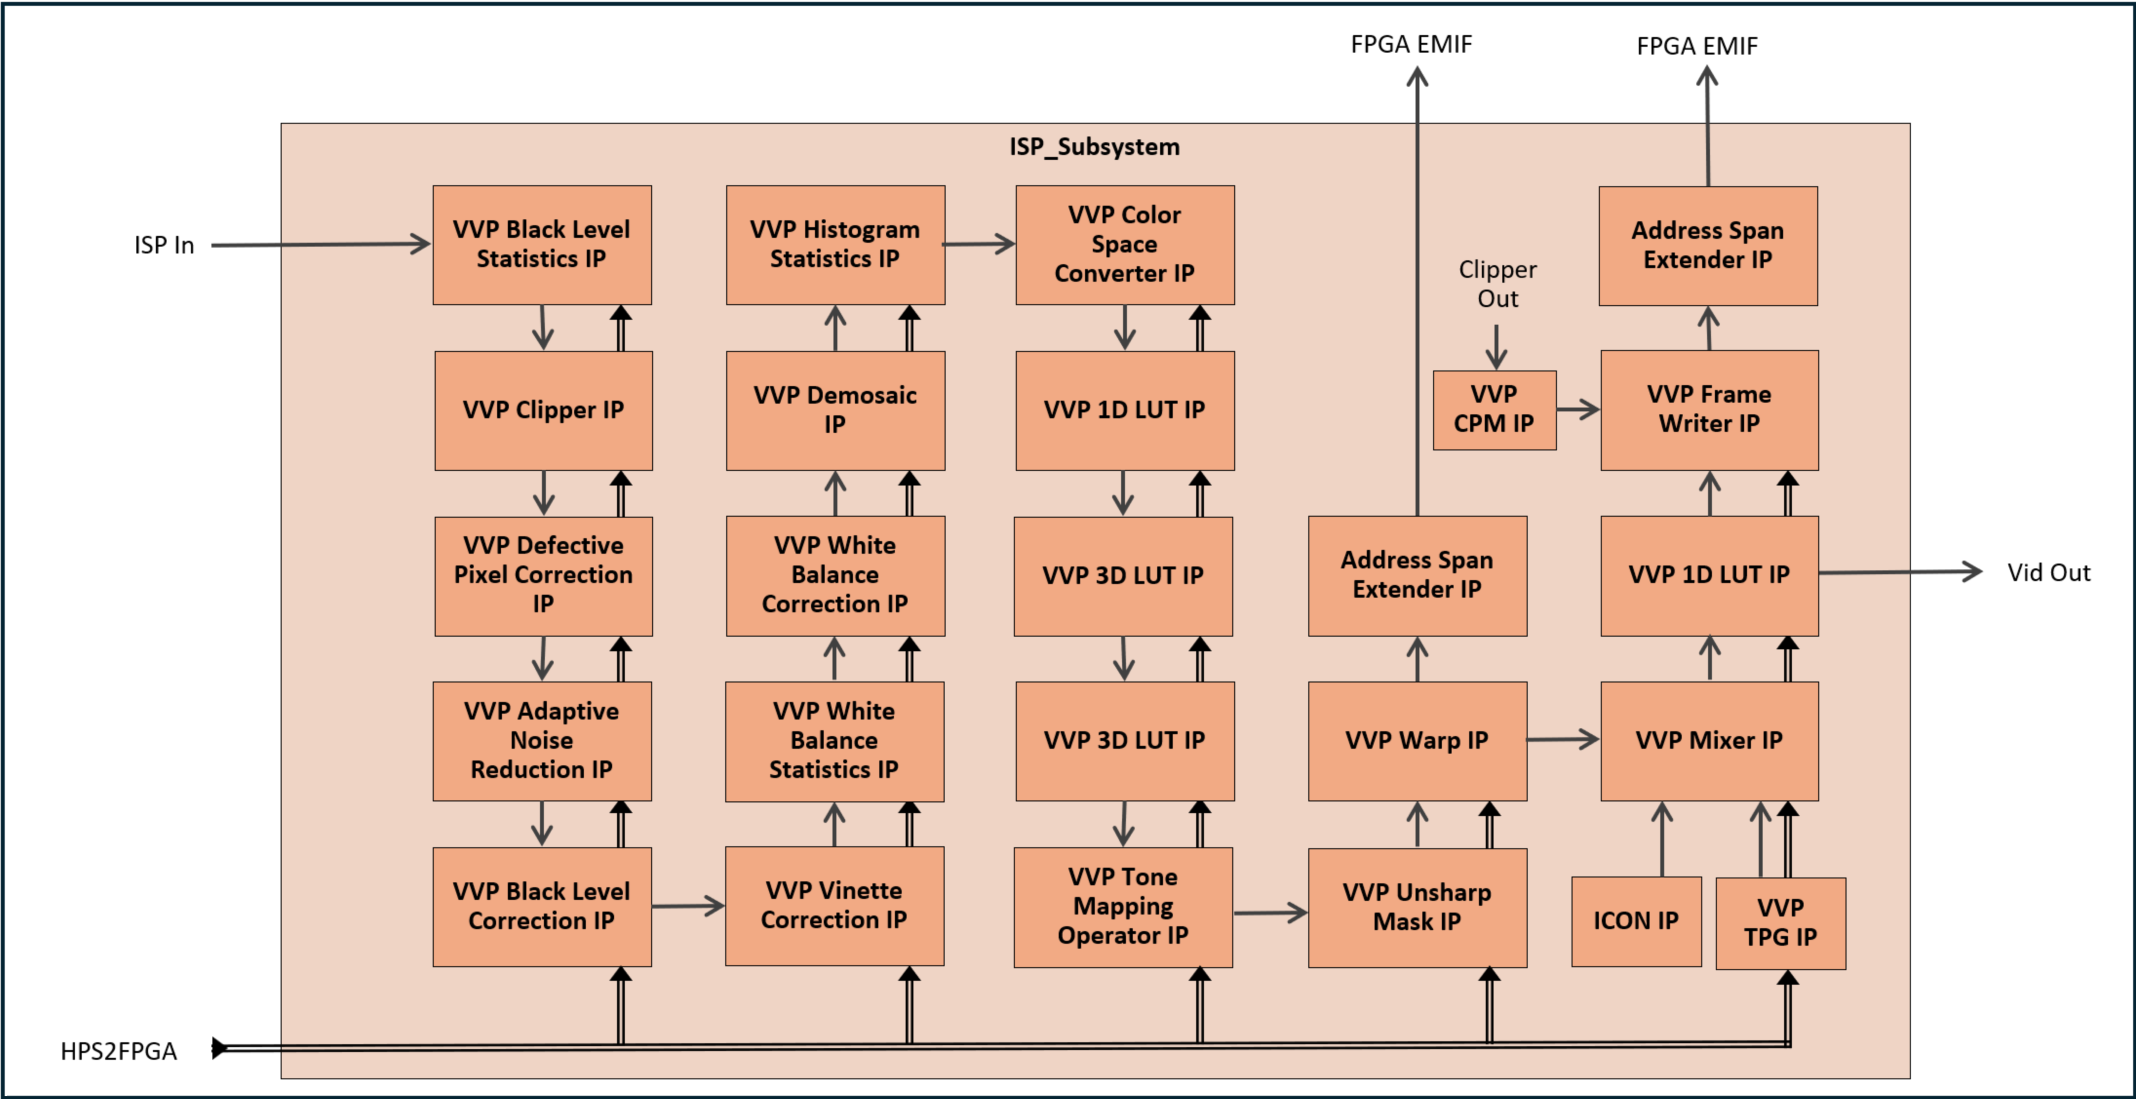 FPGA EMIF
FPGA EMIF
ISP_Subsystem
ISP In
VVP Black Level
Statistics IP
VVP Histogram
Statistics IP
VVP Color
Space
Converter IP
Clipper
Out
Address Span
Extender IP
VVP Clipper IP
VVP Demosaic
IP
VVP 1D LUT IP
VVP
CPM IP
VVP Frame
Writer IP
VVP Defective
Pixel Correction
IP
VVP White
Balance
Correction IP
VVP 3D LUT IP
Address Span
Extender IP
VVP 1D LUT IP
Vid Out
VVP Adaptive
Noise
Reduction IP
VVP White
Balance
Statistics IP
VVP 3D LUT IP
VVP Warp IP
VVP Mixer IP
VVP Black Level
Correction IP
VVP Vinette
Correction IP
VVP Tone
Mapping
Operator IP
VVP Unsharp
Mask IP
ICON IP
VVP
TPG IP
HPS2FPGA